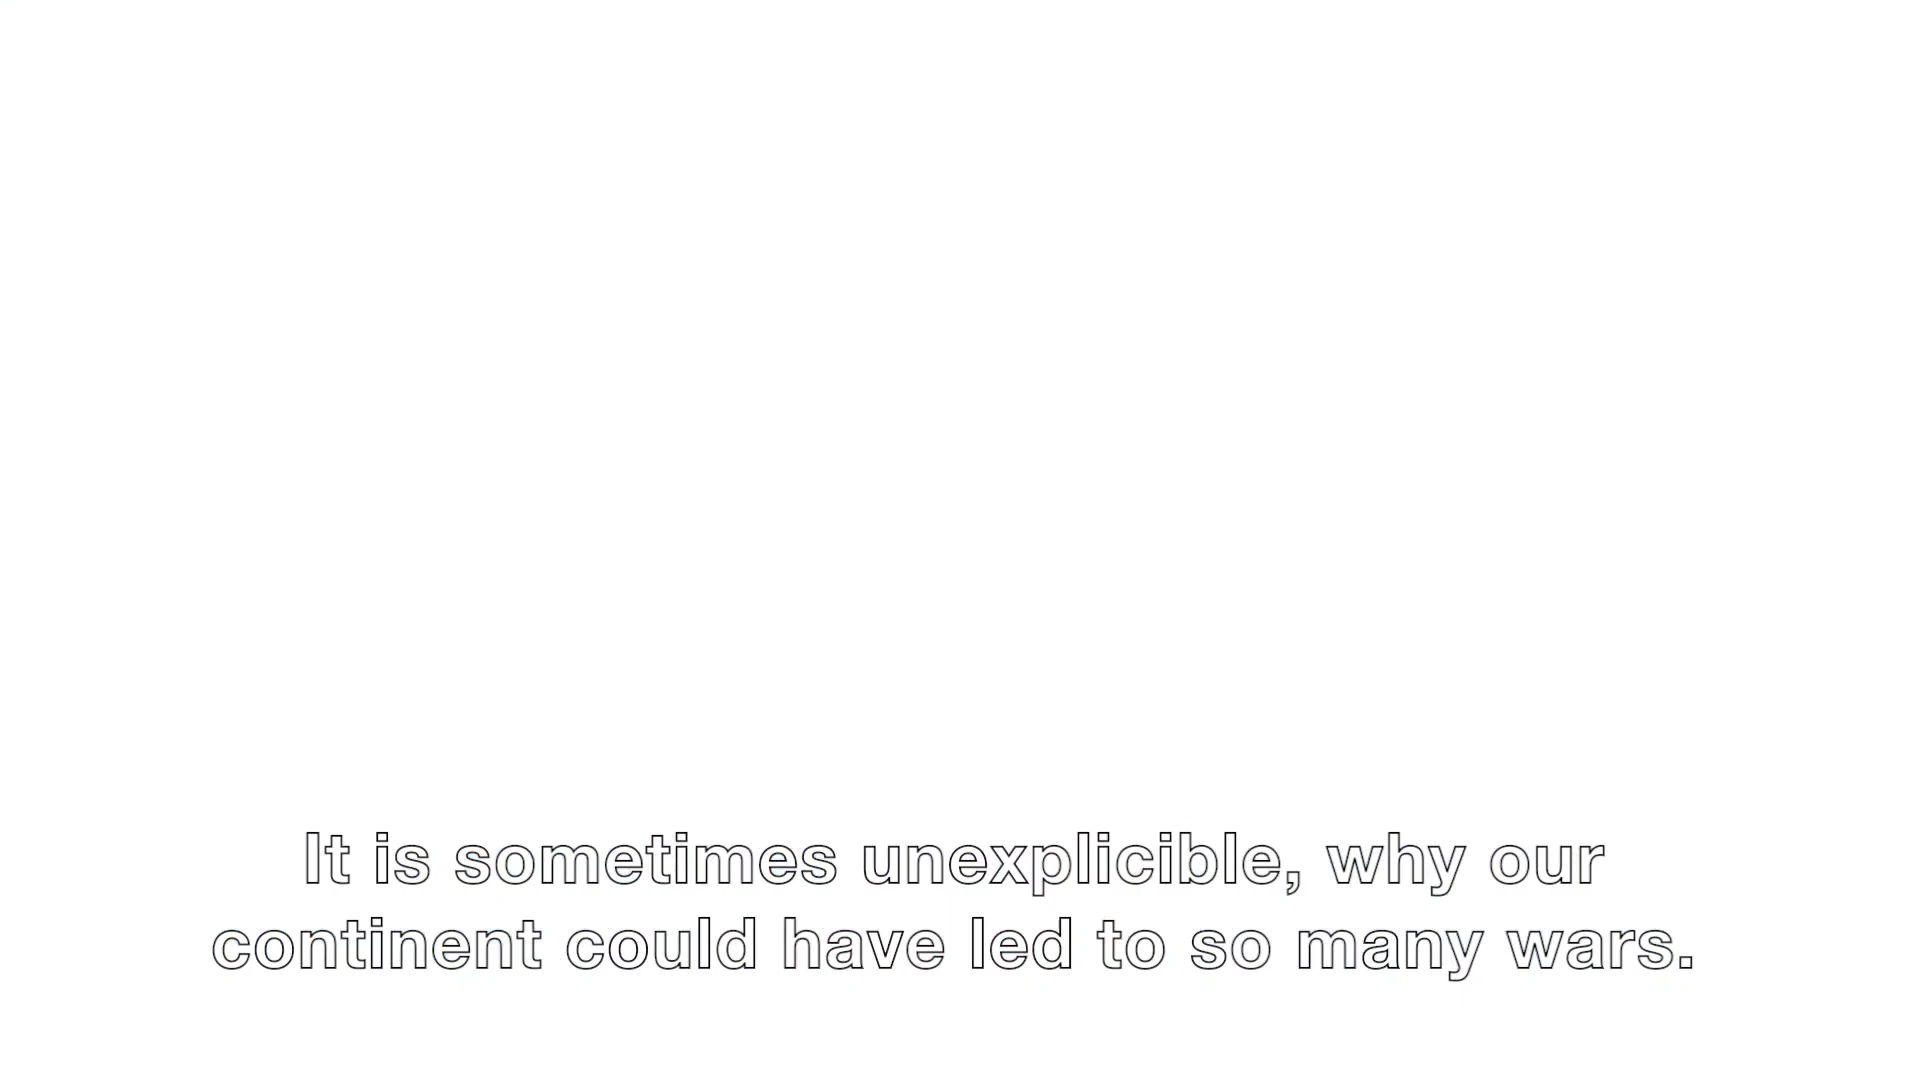 It is sometimes unexplicible, why our
continent could have led to so many wars.